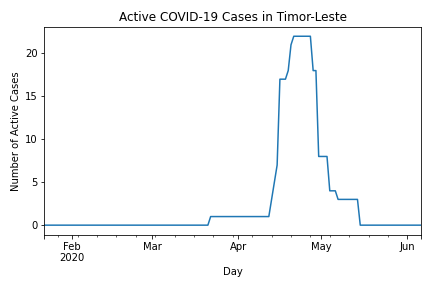 Active COVID-19 Cases in Timor-Leste
Number of Active Cases
20
15
10
5
0
Feb
2020
Mar
Apr
May
Jun
Day